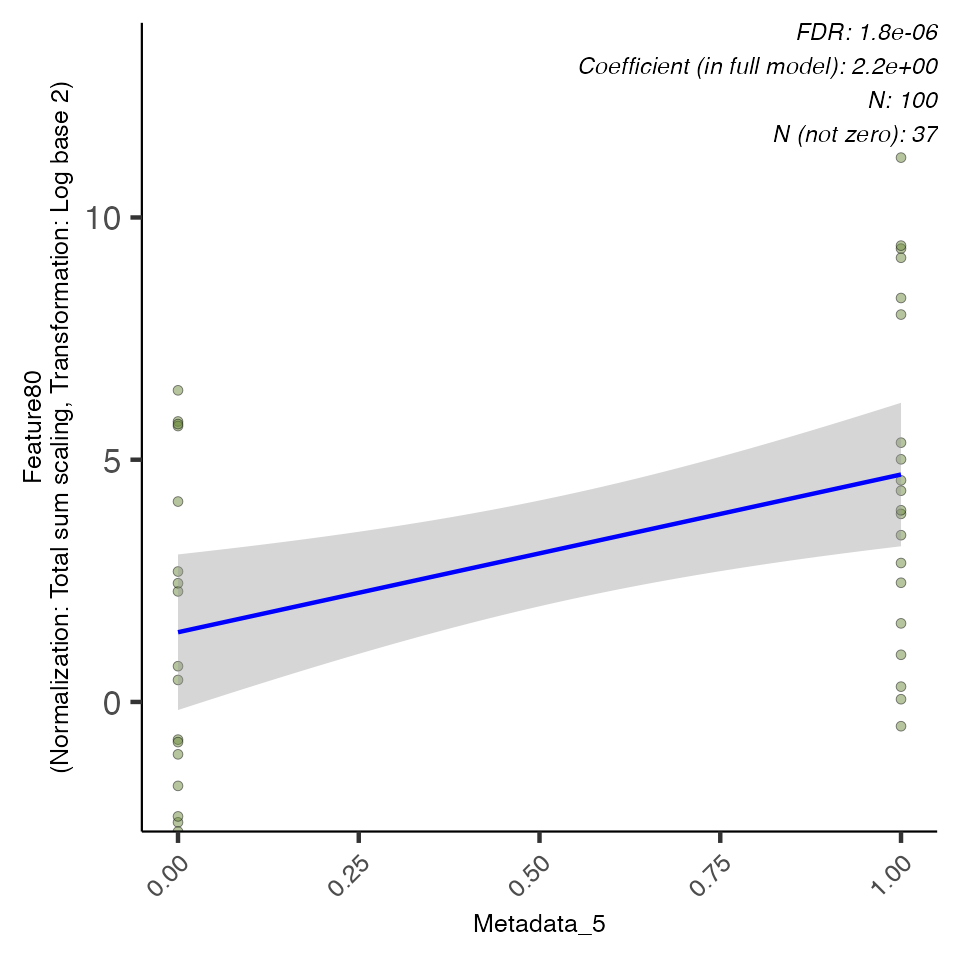 FDR: 1.8e-06
Coefficient (in full model): 2.2e+00
N: 100
N (not zero): 37
Feature80
(Normalization: Total sum scaling, Transformation: Log base 2)
10
5
0
0.00
0.25
0.50
0.75
1.00
Metadata_5